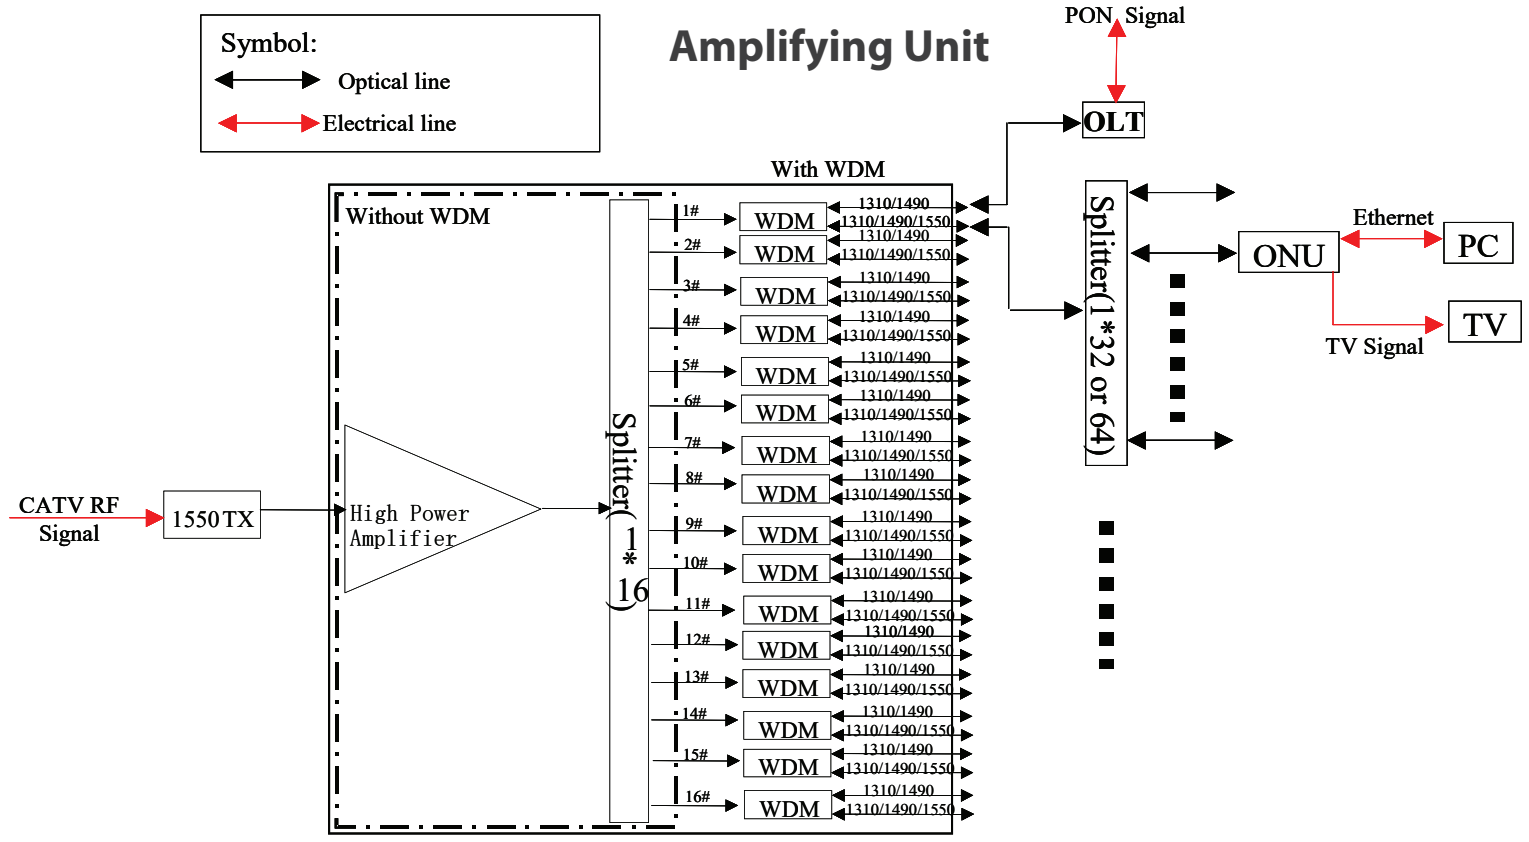 PON Signal
Amplifying Unit
Symbol:
Optical line
Electrical line
OLT
With WDM
Without WDM
1# WDM 1310/1490
1310/1490/1550
2# WDM 1310/1490
1310/1490/1550
3# WDM 1310/1490
1310/1490/1550
4# WDM 1310/1490
1310/1490/1550
5# WDM 1310/1490
1310/1490/1550
6# WDM 1310/1490
1310/1490/1550
7# WDM 1310/1490
1310/1490/1550
8# WDM 1310/1490
1310/1490/1550
9# WDM 1310/1490
1310/1490/1550
10# WDM 1310/1490
1310/1490/1550
11# WDM 1310/1490
1310/1490/1550
12# WDM 1310/1490
1310/1490/1550
13# WDM 1310/1490
1310/1490/1550
14# WDM 1310/1490
1310/1490/1550
15# WDM 1310/1490
1310/1490/1550
16# WDM 1310/1490
1310/1490/1550
CATV RF
Signal
1550 TX
High Power
Amplifier
Splitter(1*16)
Splitter(1*32 or 64)
ONU
Ethernet
PC
TV
TV Signal